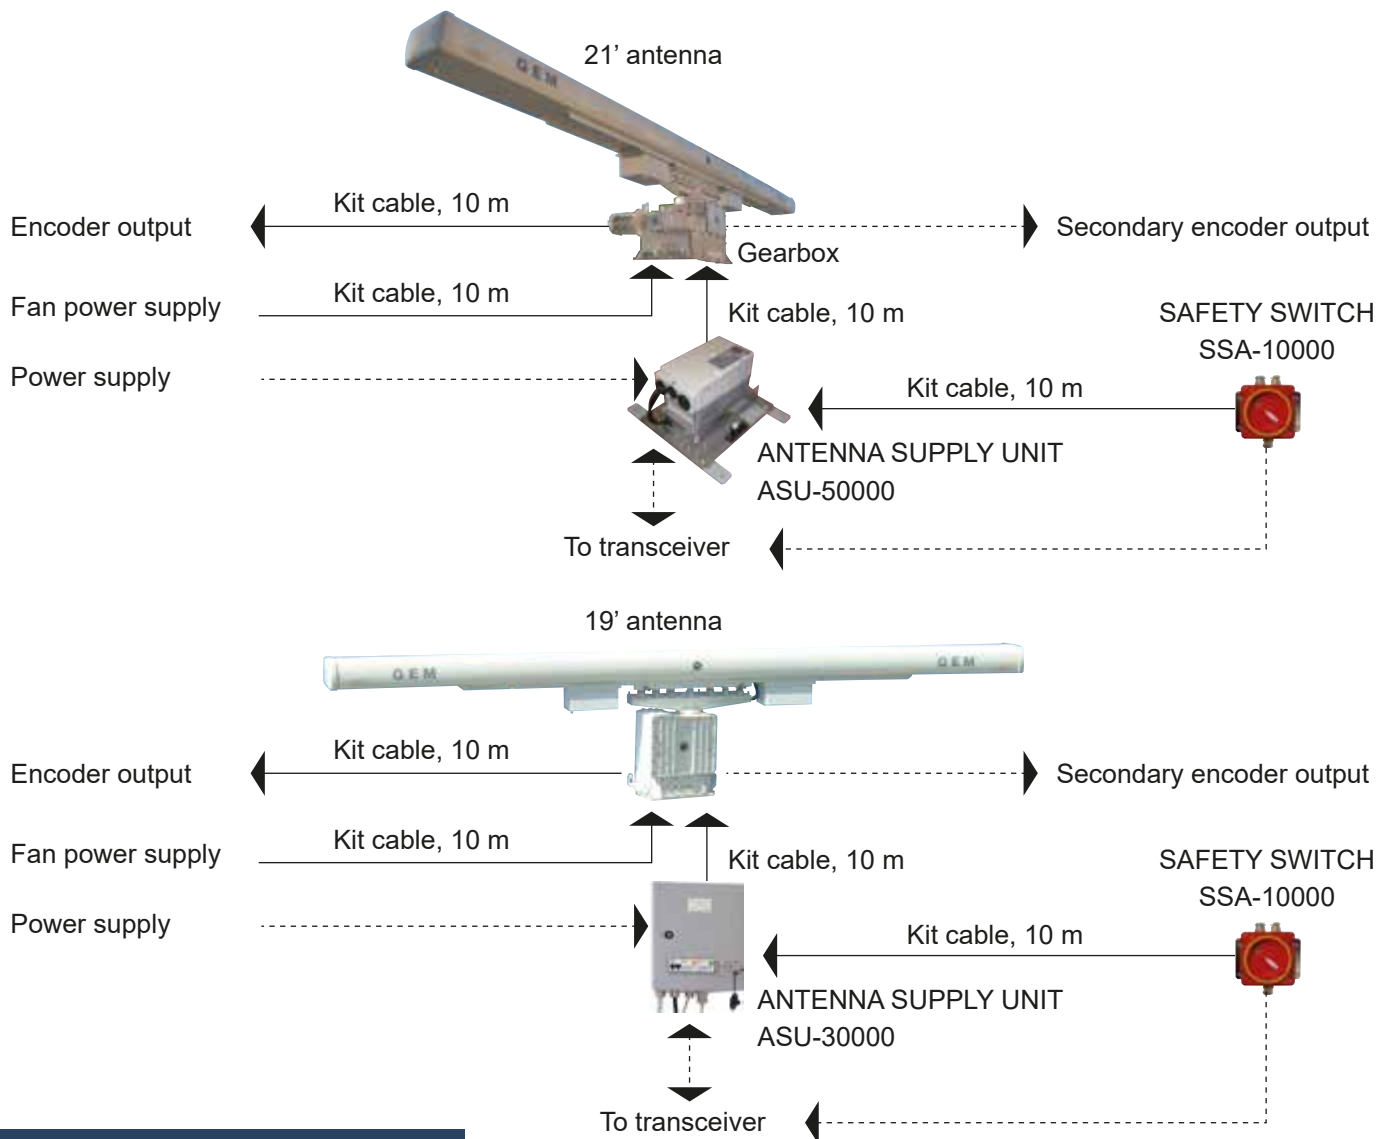 21’ antenna
GEM
Kit cable, 10 m
Encoder output
Secondary encoder output
Gearbox
Kit cable, 10 m
Fan power supply
Kit cable, 10 m
SAFETY SWITCH
SSA-10000
Power supply
Kit cable, 10 m
ANTENNA SUPPLY UNIT
ASU-50000
To transceiver
19’ antenna
GEM
GEM
Kit cable, 10 m
Encoder output
Secondary encoder output
Kit cable, 10 m
Fan power supply
Kit cable, 10 m
SAFETY SWITCH
SSA-10000
Power supply
Kit cable, 10 m
ANTENNA SUPPLY UNIT
ASU-30000
To transceiver